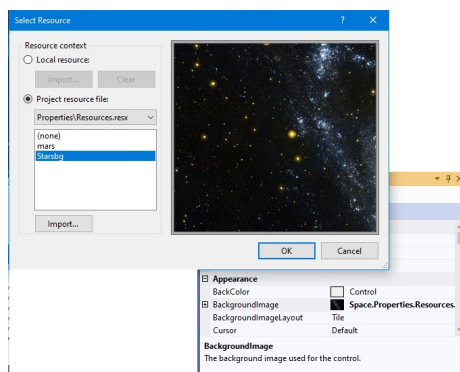 Select Resource
Resource context
Local resource:
Import...
Clear
Project resource file:
Properties\Resources.resx
(none)
mars
Starsbg
Import...
OK
Cancel
Appearance
BackColor
Control
BackgroundImage
Space.Properties.Resources.
BackgroundImageLayout
Tile
Cursor
Default
BackgroundImage
The background image used for the control.